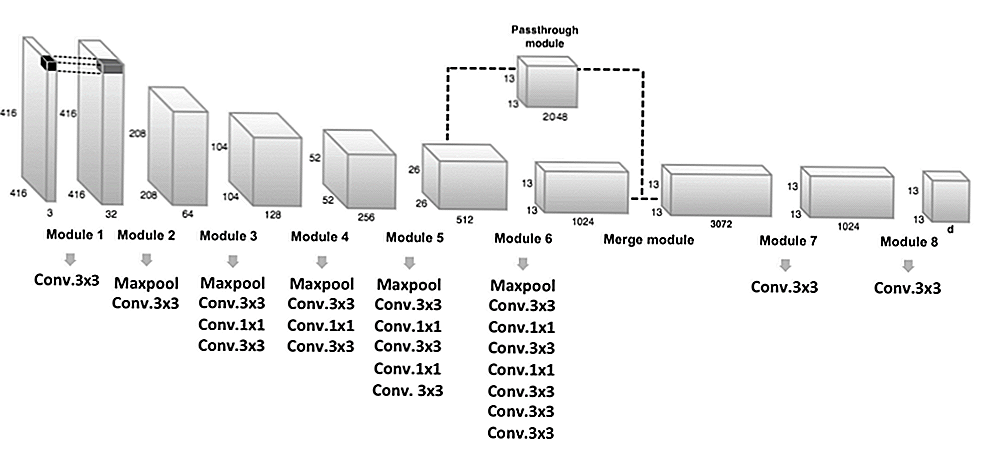 Passthrough
module
13
13
2048
416
416
3
416
416
32
208
208
64
104
104
128
52
52
256
26
26
512
13
13
1024
13
13
3072
13
13
1024
13
13
d
Module 1
Module 2
Module 3
Module 4
Module 5
Module 6
Merge module
Module 7
Module 8
Conv.3x3
Maxpool
Conv.3x3
Maxpool
Conv.3x3
Conv.1x1
Conv.3x3
Maxpool
Conv.3x3
Conv.1x1
Conv.3x3
Maxpool
Conv.3x3
Conv.1x1
Conv.3x3
Conv.1x1
Conv. 3x3
Maxpool
Conv.3x3
Conv.1x1
Conv.3x3
Conv.1x1
Conv.3x3
Conv.3x3
Conv.3x3
Conv.3x3
Conv.3x3